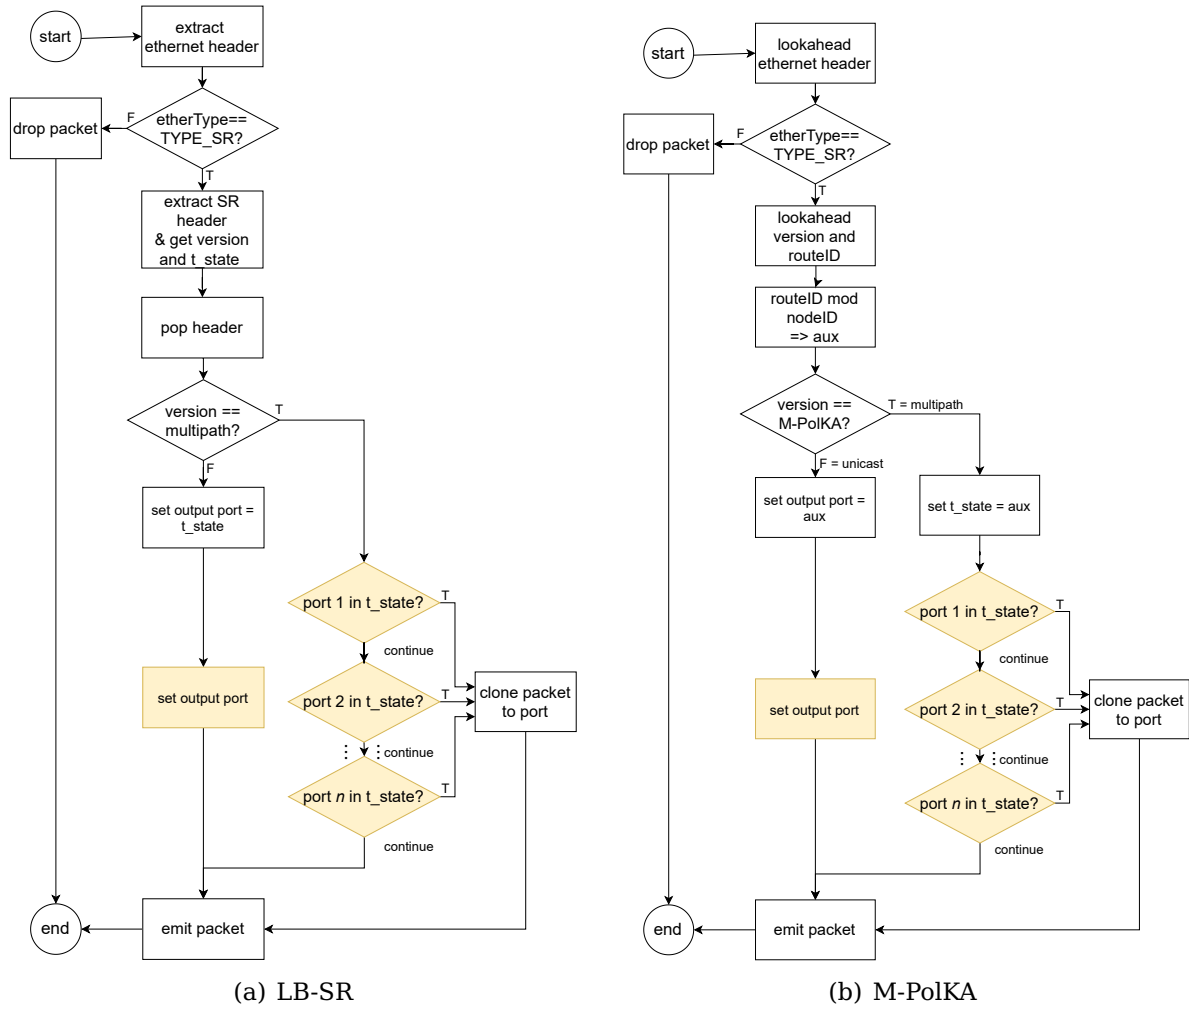 start
extract
ethernet header
drop packet
F
etherType==
TYPE_SR?
T
extract SR
header
& get version
and t_state
pop header
version ==
multipath?
T
F
set output port =
t_state
port 1 in t_state?
T
continue
set output port
port 2 in t_state?
T
clone packet
to port
⋮ ⋮ continue
port n in t_state?
T
continue
end
emit packet
(a) LB-SR
start
lookahead
ethernet header
drop packet
F
etherType==
TYPE_SR?
T
lookahead
version and
routeID
routeID mod
nodeID
=> aux
version ==
M-PolKA?
T = multipath
F = unicast
set output port =
aux
set t_state = aux
port 1 in t_state?
T
continue
set output port
port 2 in t_state?
T
clone packet
to port
⋮ ⋮ continue
port n in t_state?
T
continue
end
emit packet
(b) M-PolKA